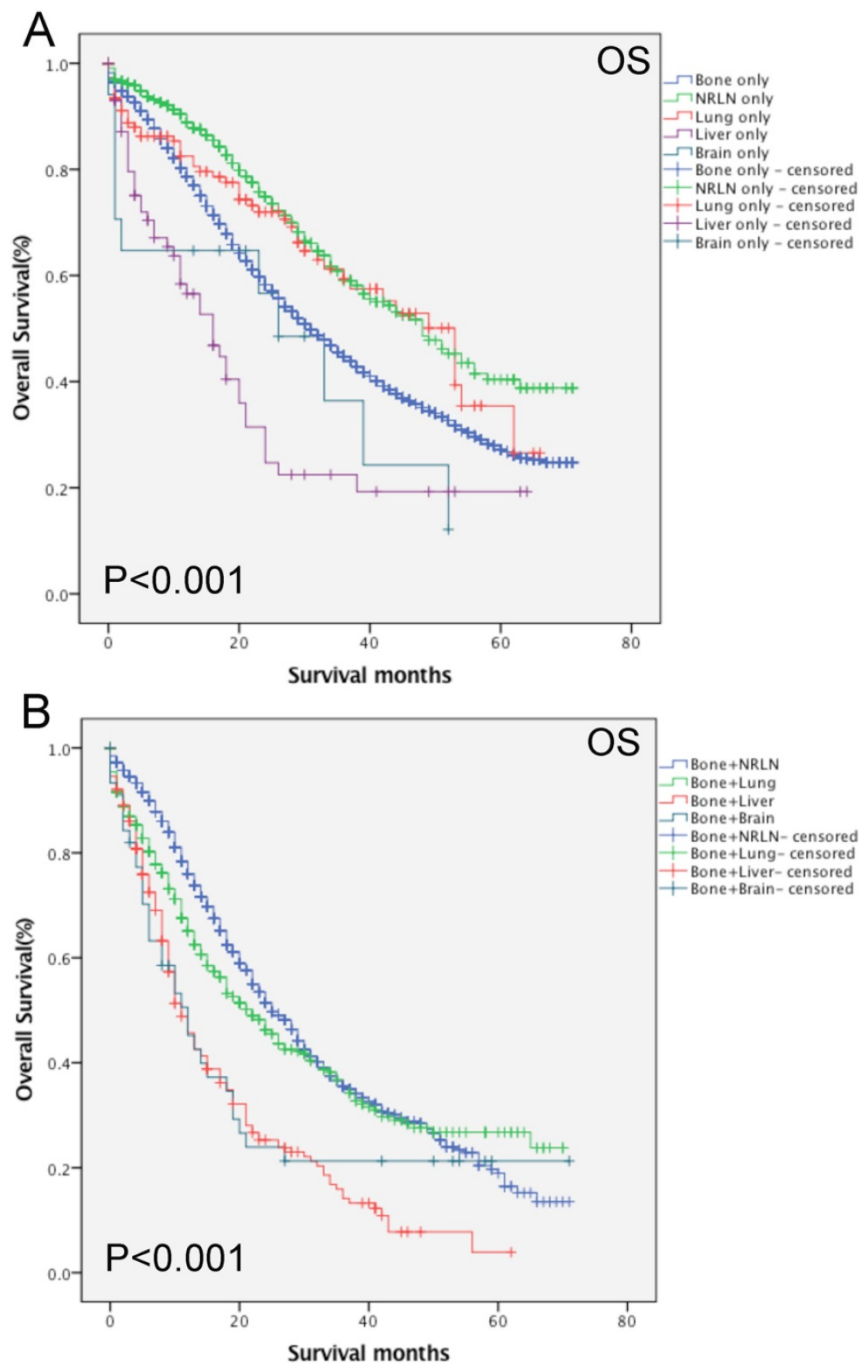 A
OS
1.0
0.8
0.6
0.4
0.2
0.0
Overall Survival(%)
P<0.001
0 20 40 60 80
Survival months
Bone only
NRLN only
Lung only
Liver only
Brain only
Bone only - censored
NRLN only - censored
Lung only - censored
Liver only - censored
Brain only - censored
B
OS
1.0
0.8
0.6
0.4
0.2
0.0
Overall Survival(%)
P<0.001
0 20 40 60 80
Survival months
Bone+NRLN
Bone+Lung
Bone+Liver
Bone+Brain
Bone+NRLN- censored
Bone+Lung- censored
Bone+Liver- censored
Bone+Brain- censored